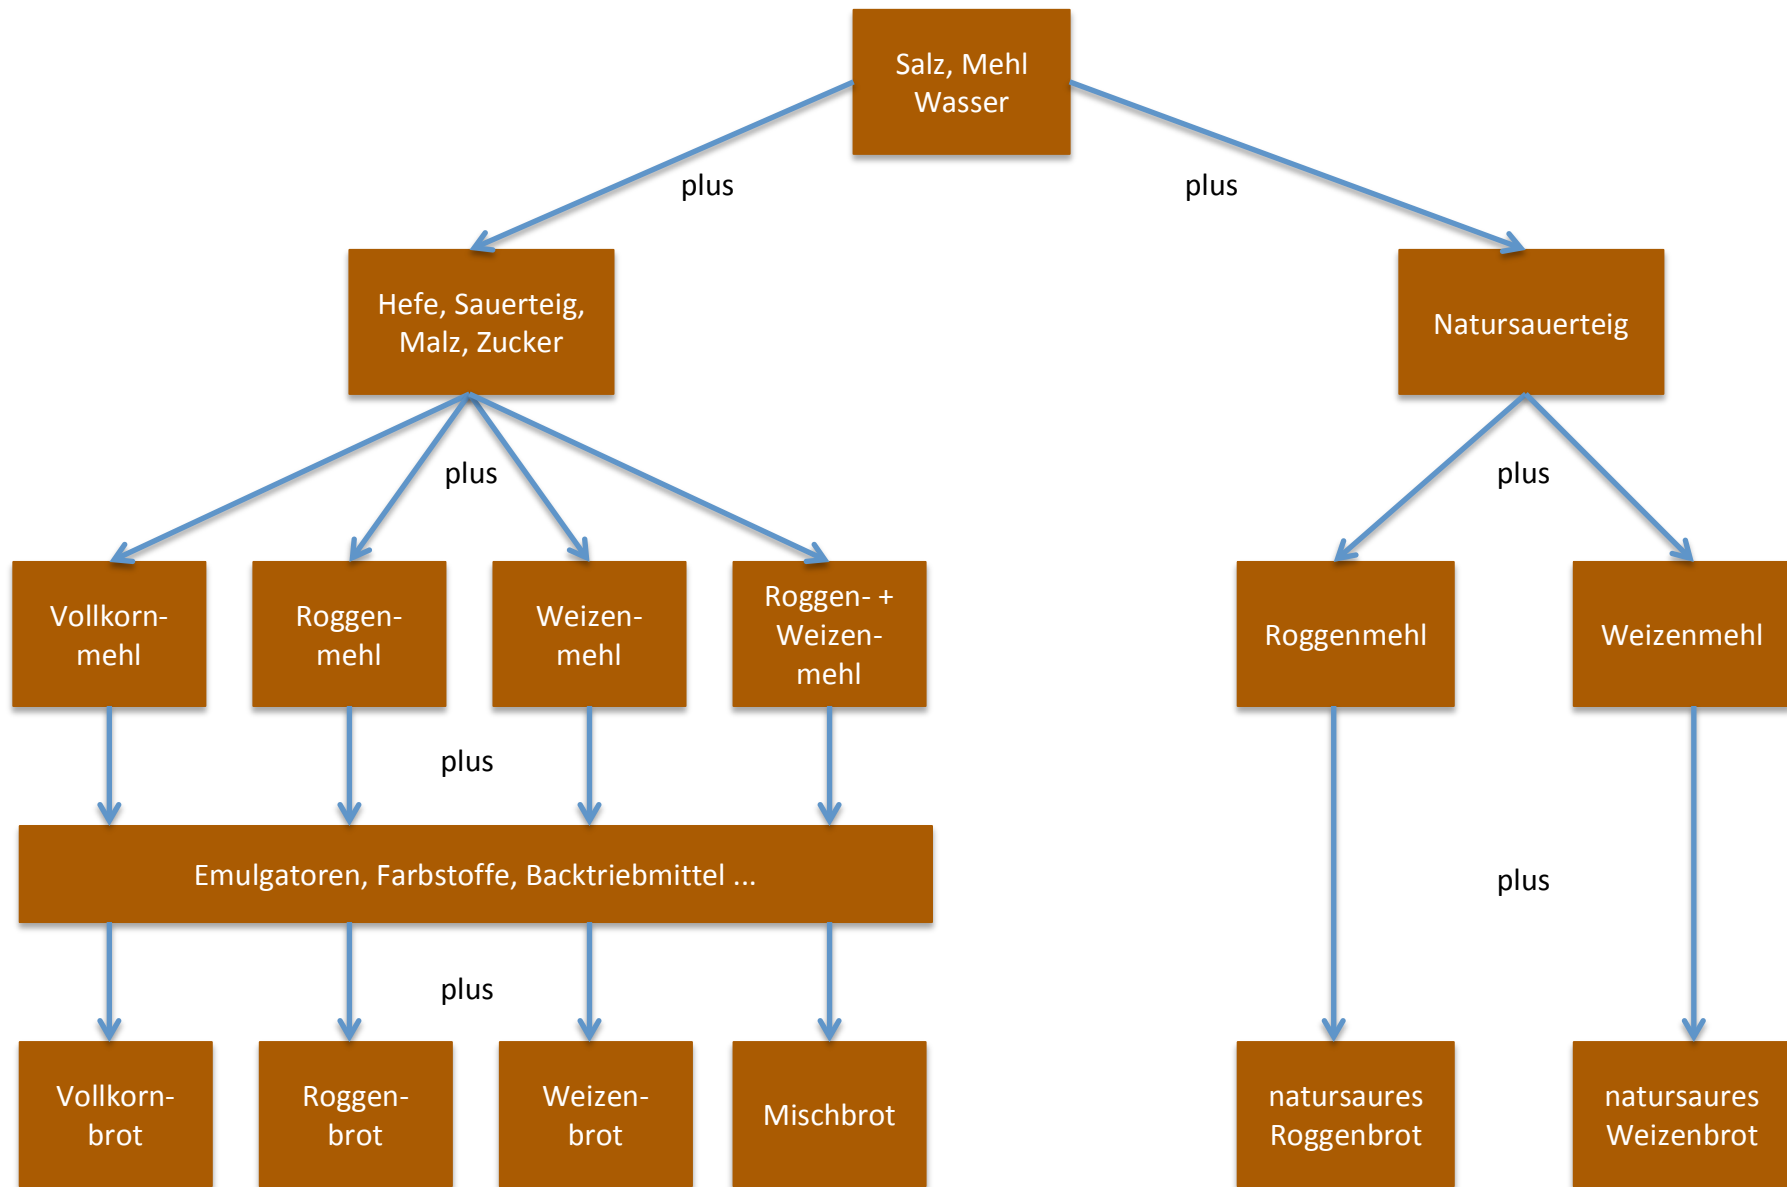 Salz, Mehl
Wasser
plus
plus
Hefe, Sauerteig,
Malz, Zucker
Natursauerteig
plus
plus
Vollkorn-
mehl
Roggen-
mehl
Weizen-
mehl
Roggen- +
Weizen-
mehl
Roggenmehl
Weizenmehl
plus
Emulgatoren, Farbstoffe, Backtriebmittel ...
plus
plus
Vollkorn-
brot
Roggen-
brot
Weizen-
brot
Mischbrot
natursaures
Roggenbrot
natursaures
Weizenbrot